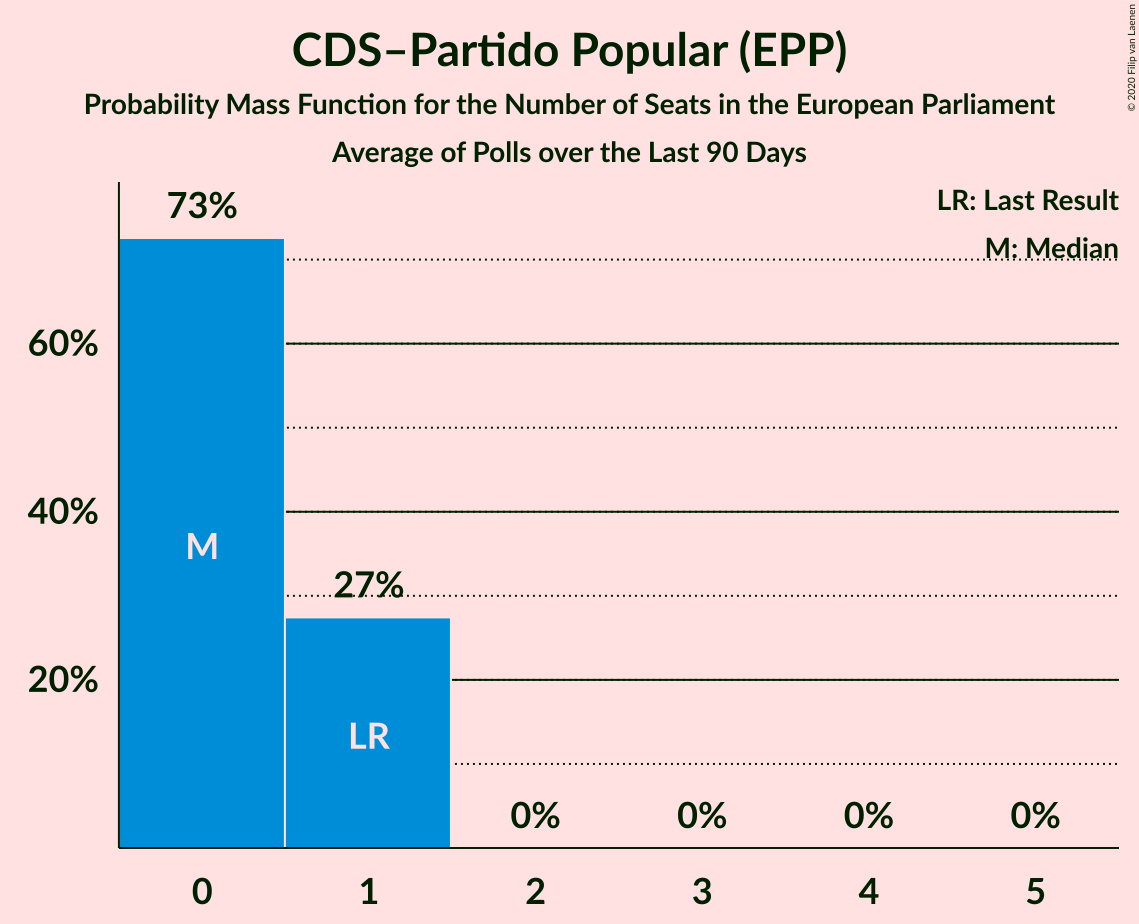 CDS–Partido Popular (EPP)
Probability Mass Function for the Number of Seats in the European Parliament
Average of Polls over the Last 90 Days
© 2020 Filip van Laenen
LR: Last Result
M: Median
73%
60%
40%
20%
M
27%
LR
0% 0% 0% 0%
0 1 2 3 4 5